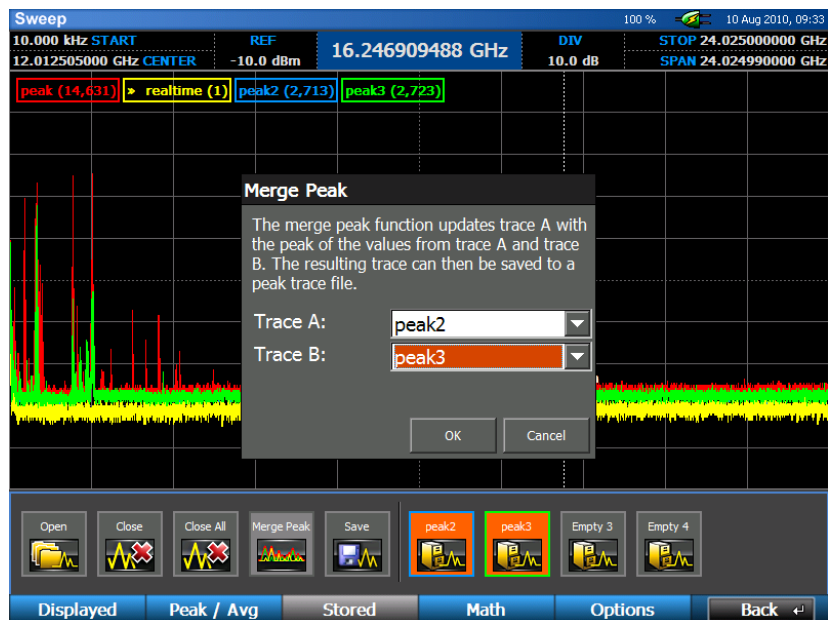 Sweep 100 % 10 Aug 2010, 09:33
10.000 kHz START REF 16.246909488 GHz DIV STOP 24.025000000 GHz
12.012505000 GHz CENTER -10.0 dBm 10.0 dB SPAN 24.024990000 GHz
peak (14,631) » realtime (1) peak2 (2,713) peak3 (2,723)
Merge Peak
The merge peak function updates trace A with
the peak of the values from trace A and trace
B. The resulting trace can then be saved to a
peak trace file.
Trace A: peak2
Trace B: peak3
OK Cancel
Open Close Close All Merge Peak Save peak2 peak3 Empty 3 Empty 4
Displayed Peak / Avg Stored Math Options Back ↵